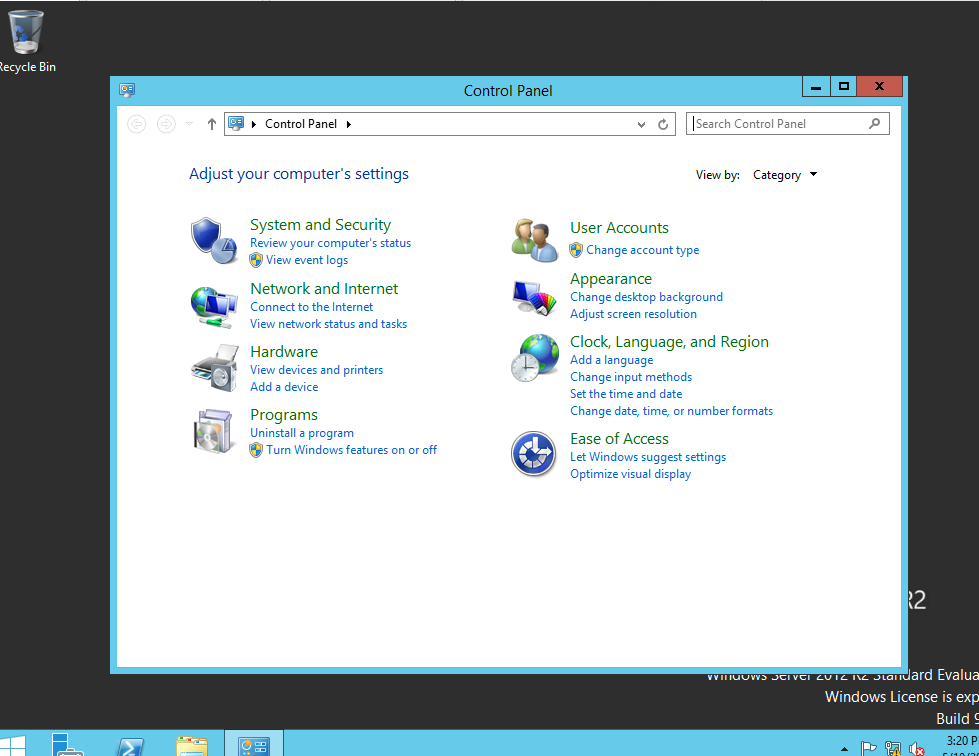 Recycle Bin
Control Panel
Control Panel
Search Control Panel
Adjust your computer's settings
View by: Category
System and Security
Review your computer's status
View event logs
Network and Internet
Connect to the Internet
View network status and tasks
Hardware
View devices and printers
Add a device
Programs
Uninstall a program
Turn Windows features on or off
User Accounts
Change account type
Appearance
Change desktop background
Adjust screen resolution
Clock, Language, and Region
Add a language
Change input methods
Set the time and date
Change date, time, or number formats
Ease of Access
Let Windows suggest settings
Optimize visual display
R2
Windows Server 2012 R2 Standard Evalua
Windows License is exp
Build 9
3:20 P